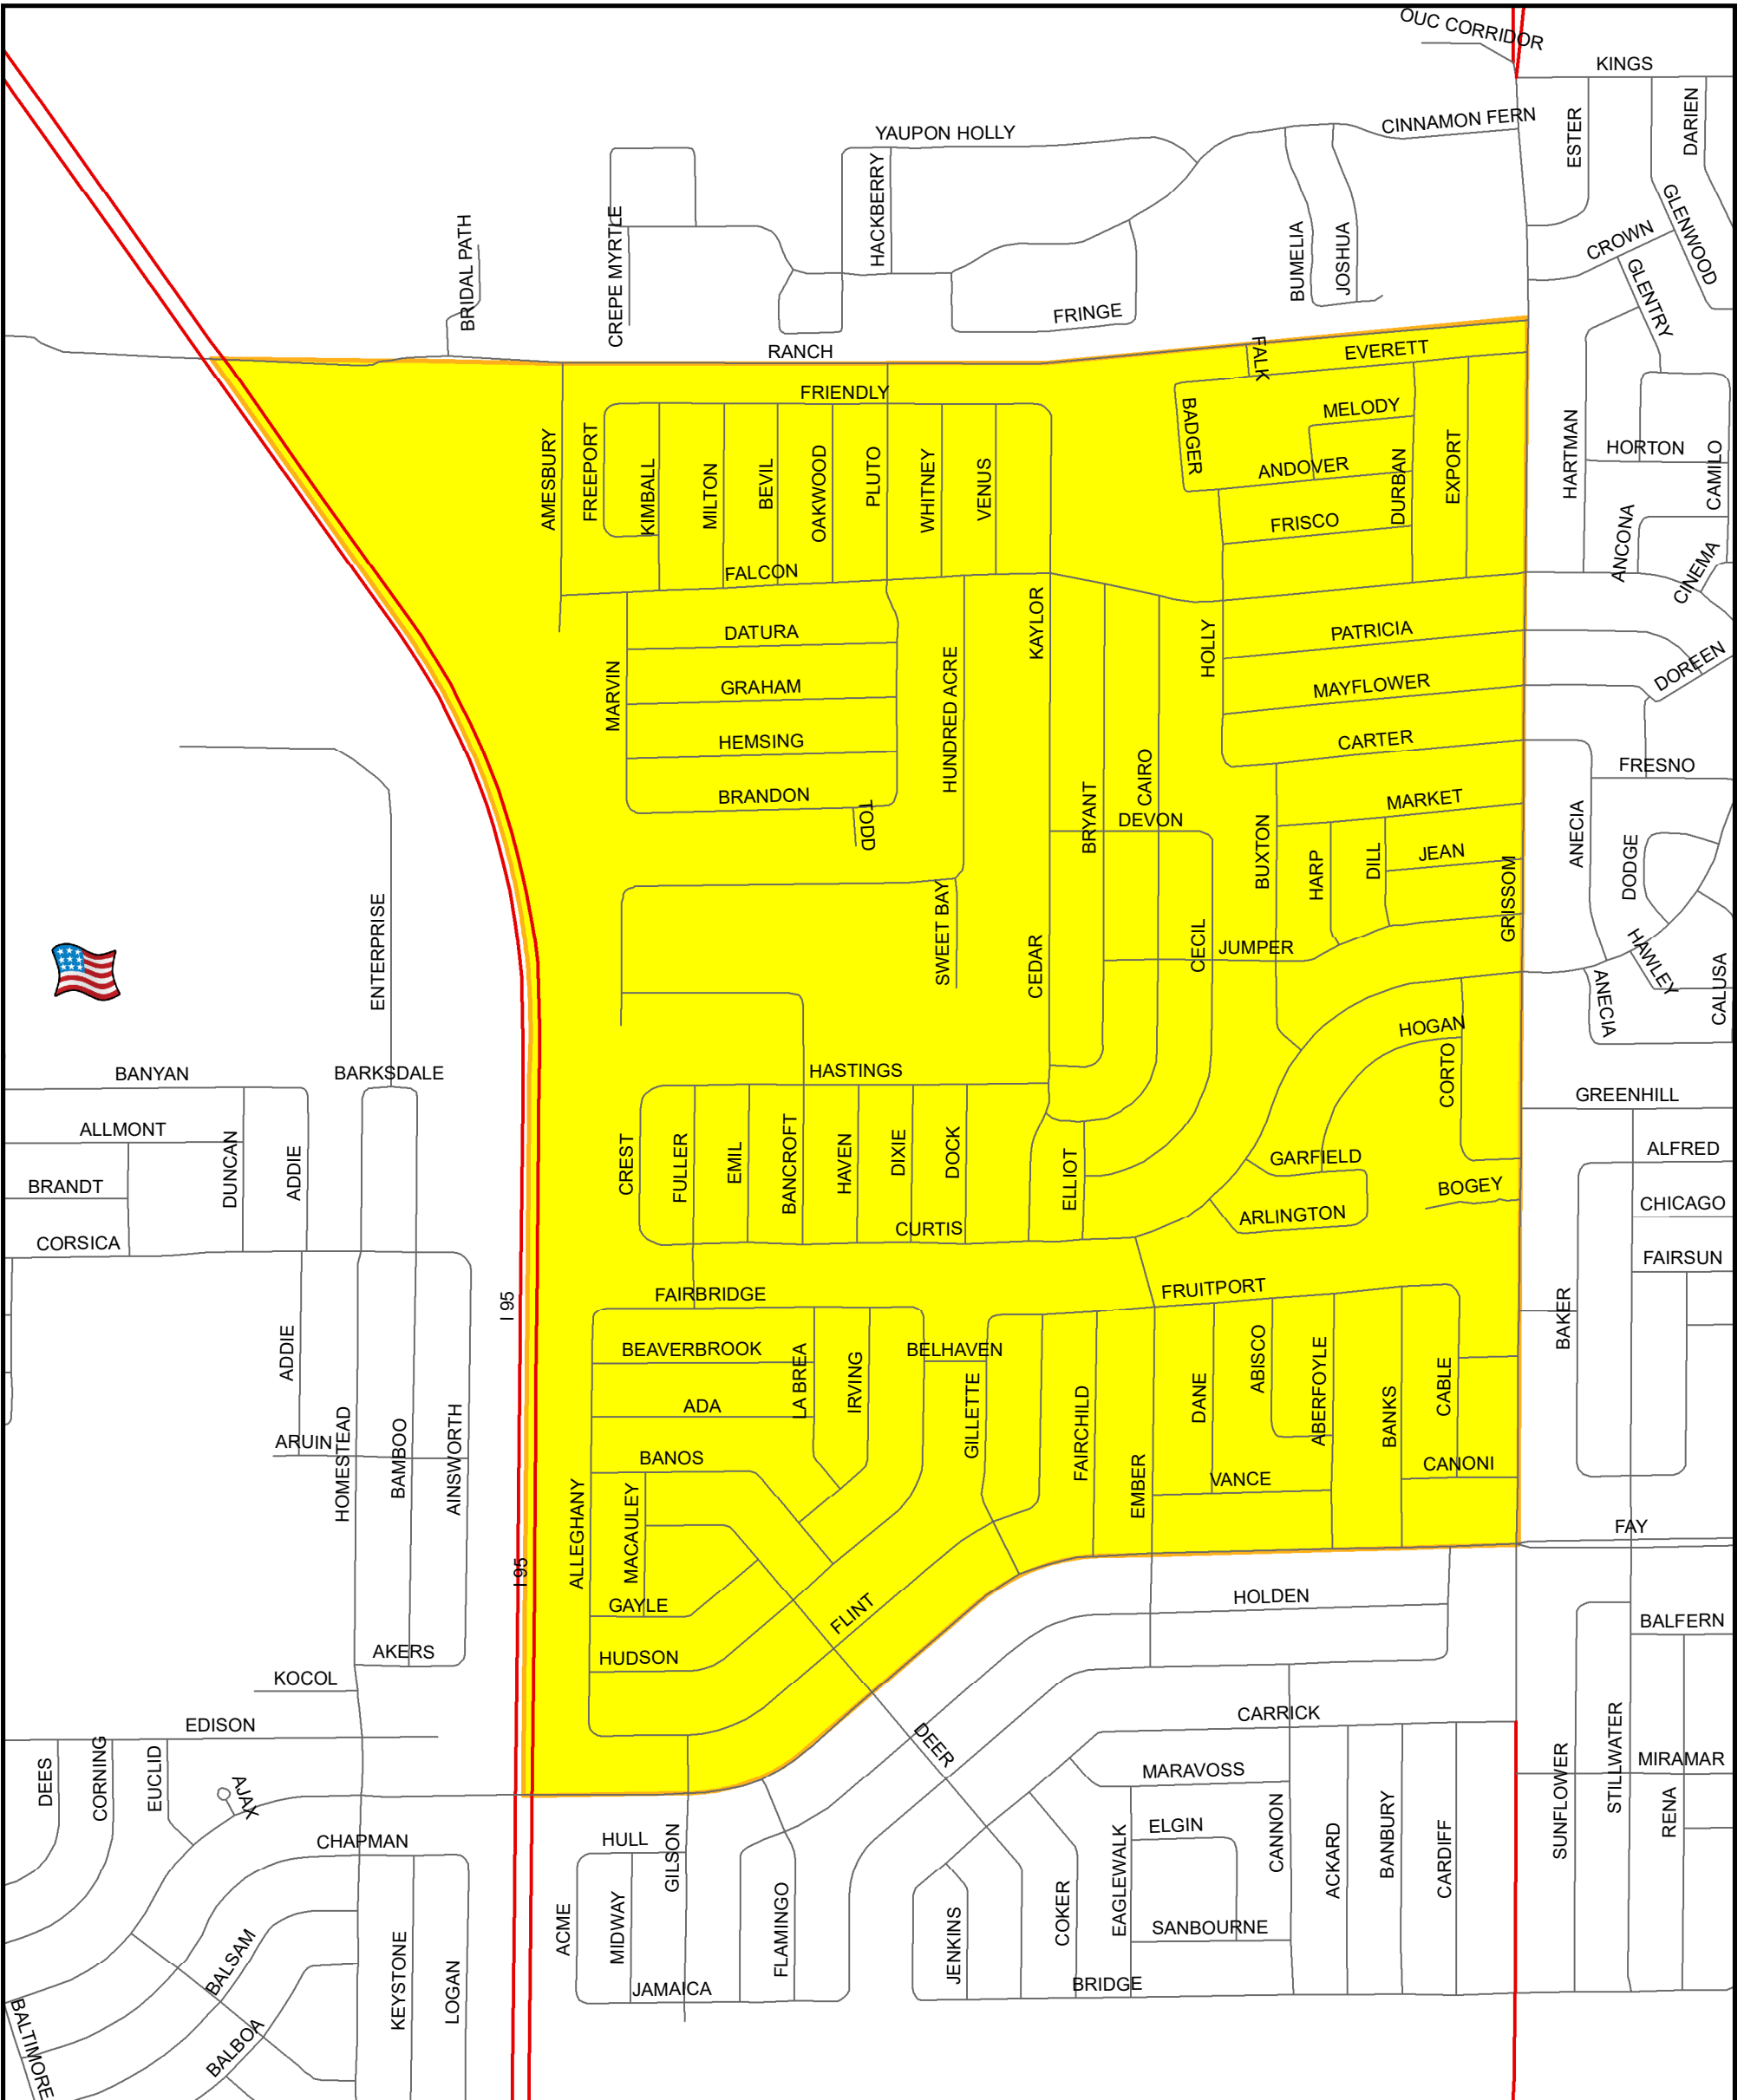 OUC CORRIDOR
KINGS
CINNAMON FERN
YAUPON HOLLY
ESTER
DARIEN
HACKBERRY
GLENWOOD
CROWN
BRIDAL PATH
CREPE MYRTLE
BUMELIA
JOSHUA
GLENTRY
FRINGE
RANCH
FALK
EVERETT
FRIENDLY
BADGER
MELODY
AMESBURY
FREEPORT
KIMBALL
MILTON
BEVIL
OAKWOOD
PLUTO
WHITNEY
VENUS
ANDOVER
DURBAN
EXPORT
HARTMAN
HORTON
CAMILO
FRISCO
ANCONA
CINEMA
FALCON
KAYLOR
HOLLY
PATRICIA
DATURA
DOREEN
MARVIN
GRAHAM
HUNDRED ACRE
MAYFLOWER
HEMSING
CARTER
FRESNO
BRANDON
TODD
BRYANT
CAIRO
DEVON
MARKET
ANECIA
DODGE
BUXTON
HARP
DILL
JEAN
GRISSOM
ENTERPRISE
SWEET BAY
CEDAR
CECIL
JUMPER
HAWLEY
ANECIA
CALUSA
HOGAN
CORTO
BANYAN
BARKSDALE
HASTINGS
GREENHILL
ALLMONT
DUNCAN
ADDIE
CREST
FULLER
EMIL
BANCROFT
HAVEN
DIXIE
DOCK
ELLIOT
GARFIELD
ALFRED
BRANDT
BOGEY
CHICAGO
CORSICA
CURTIS
ARLINGTON
FAIRSUN
I 95
FAIRBRIDGE
FRUITPORT
BAKER
ADDIE
BEAVERBROOK
LA BREA
IRVING
BELHAVEN
ABISCO
ABERFOYLE
CABLE
ADA
GILLETTE
FAIRCHILD
DANE
BANKS
ARUIN
HOMESTEAD
BAMBOO
AINSWORTH
BANOS
EMBER
VANCE
CANONI
ALLEGHANY
MACAULEY
FAY
I 95
GAYLE
FLINT
HOLDEN
BALFERN
AKERS
HUDSON
KOCOL
EDISON
DEER
CARRICK
DEES
CORNING
EUCLID
AJAX
MARAVOSS
SUNFLOWER
STILLWATER
MIRAMAR
RENA
CHAPMAN
HULL
GILSON
ELGIN
EAGLEWALK
CANNON
ACKARD
BANBURY
CARDIFF
ACME
MIDWAY
FLAMINGO
JENKINS
COKER
SANBOURNE
BALSAM
KEYSTONE
LOGAN
JAMAICA
BRIDGE
BALTIMORE
BALBOA